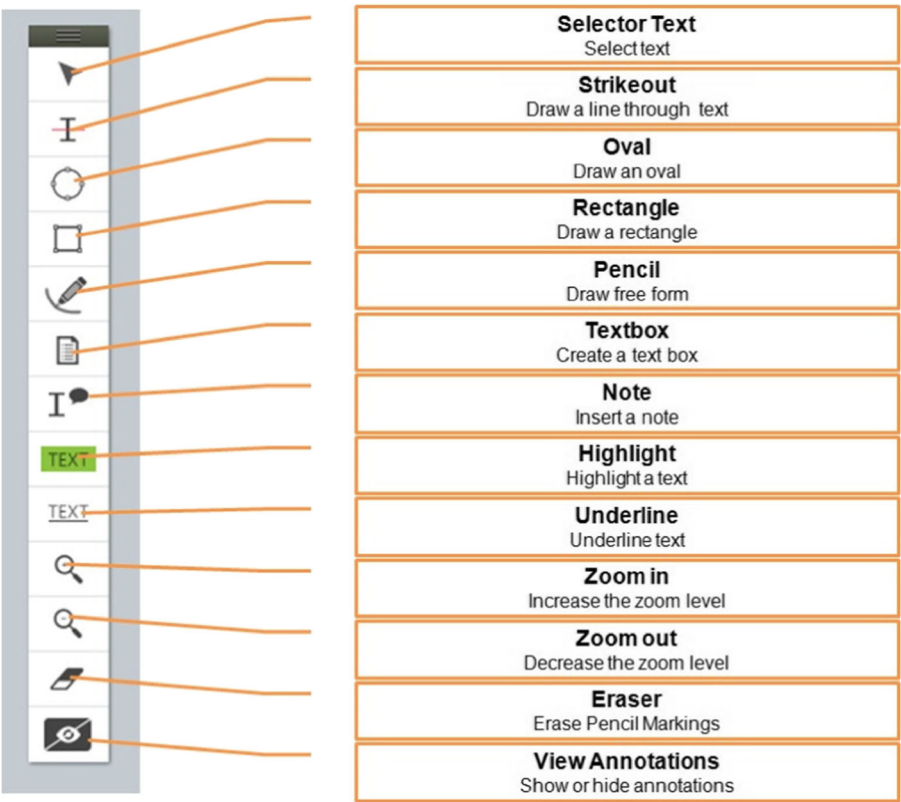 Selector Text
Select text
Strikeout
Draw a line through text
Oval
Draw an oval
Rectangle
Draw a rectangle
Pencil
Draw free form
Textbox
Create a text box
Note
Insert a note
TEXT
Highlight
Highlight a text
TEXT
Underline
Underline text
Zoom in
Increase the zoom level
Zoom out
Decrease the zoom level
Eraser
Erase Pencil Markings
View Annotations
Show or hide annotations